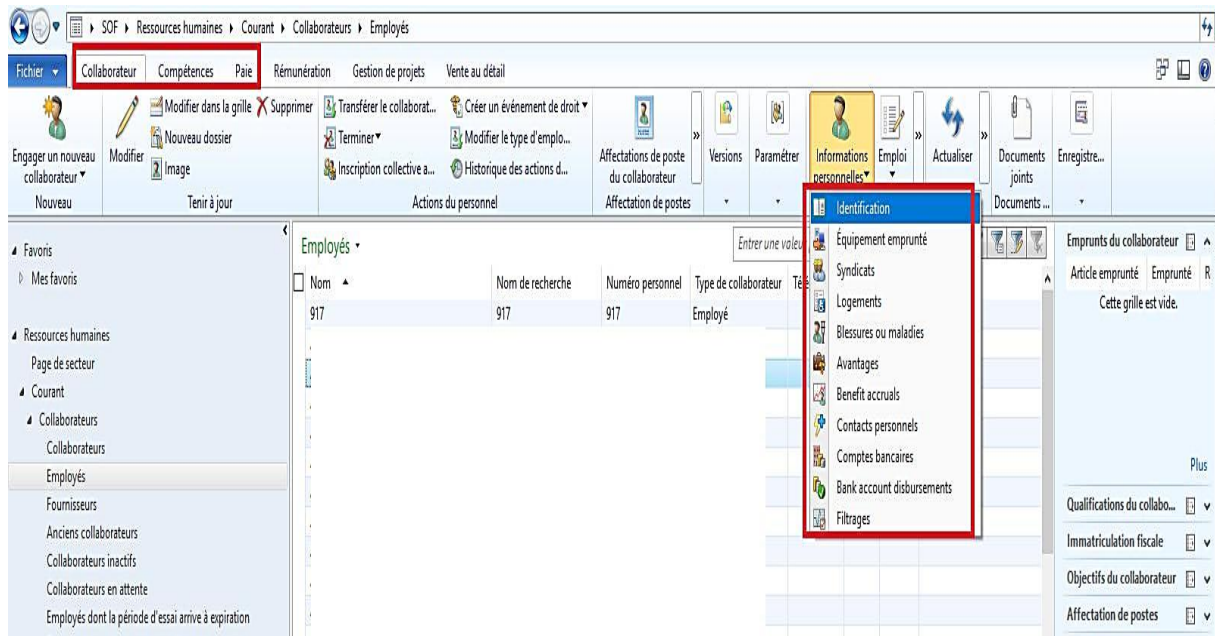 SOF Ressources humaines Courant Collaborateurs Employés
Fichier Collaborateur Compétences Paie Rémunération Gestion de projets Vente au détail
Engager un nouveau collaborateur
Nouveau
Modifier
Modifier dans la grille Supprimer
Nouveau dossier
Image
Tenir à jour
Transférer le collaborat... Créer un événement de droit
Terminer Modifier le type d'emplo...
Inscription collective a... Historique des actions d...
Actions du personnel
Affectations de poste
du collaborateur
Affectation de postes
»
Versions
Paramétrer
Informations
personnelles
Emploi
»
Actualiser
»
Documents
joints
Documents ...
Enregistre...
Identification
Équipement emprunté
Syndicats
Logements
Blessures ou maladies
Avantages
Benefit accruals
Contacts personnels
Comptes bancaires
Bank account disbursements
Filtrages
Favoris
Mes favoris
Ressources humaines
Page de secteur
Courant
Collaborateurs
Collaborateurs
Employés
Fournisseurs
Anciens collaborateurs
Collaborateurs inactifs
Collaborateurs en attente
Employés dont la période d'essai arrive à expiration
Employés
Entrer une
Nom Nom de recherche Numéro personnel Type de collaborateur
917 917 917 Employé
Emprunts du collaborateur
Article emprunté Emprunté R
Cette grille est vide.
Plus
Qualifications du collabo...
Immatriculation fiscale
Objectifs du collaborateur
Affectation de postes